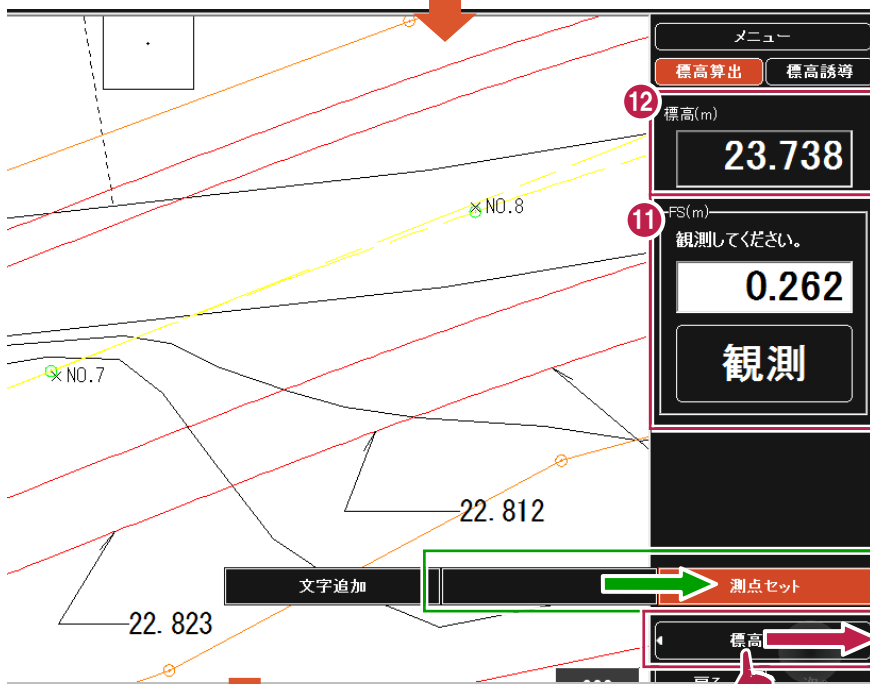 メニュー
標高算出 標高誘導
12
標高(m)
23.738
11
FS(m)
観測してください。
0.262
観測
NO.8
NO.7
22.812
文字追加
測点セット
22.823
標高
戻る